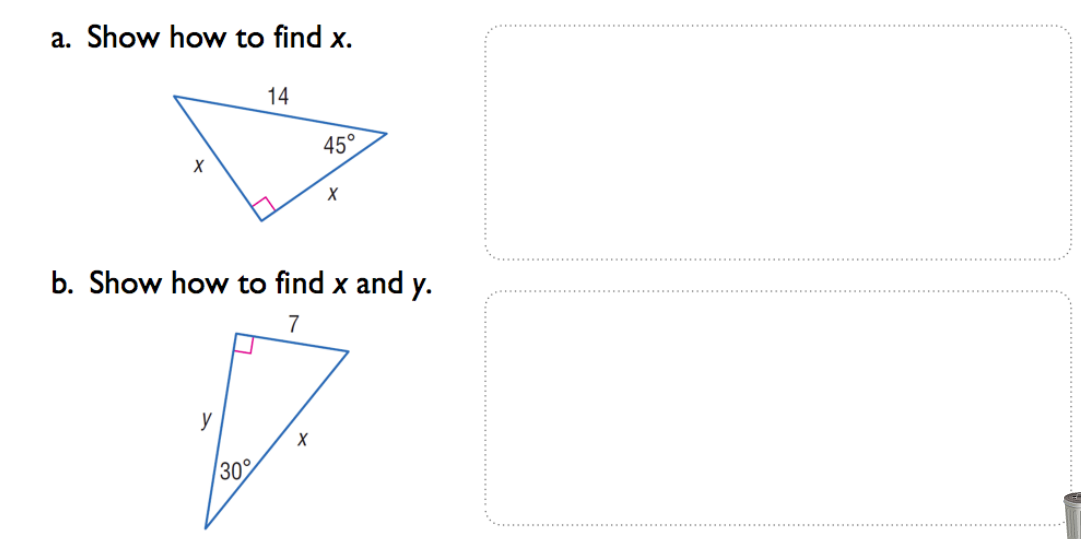 a. Show how to find x.
14
45°
x
x
b. Show how to find x and y.
7
y
x
30°